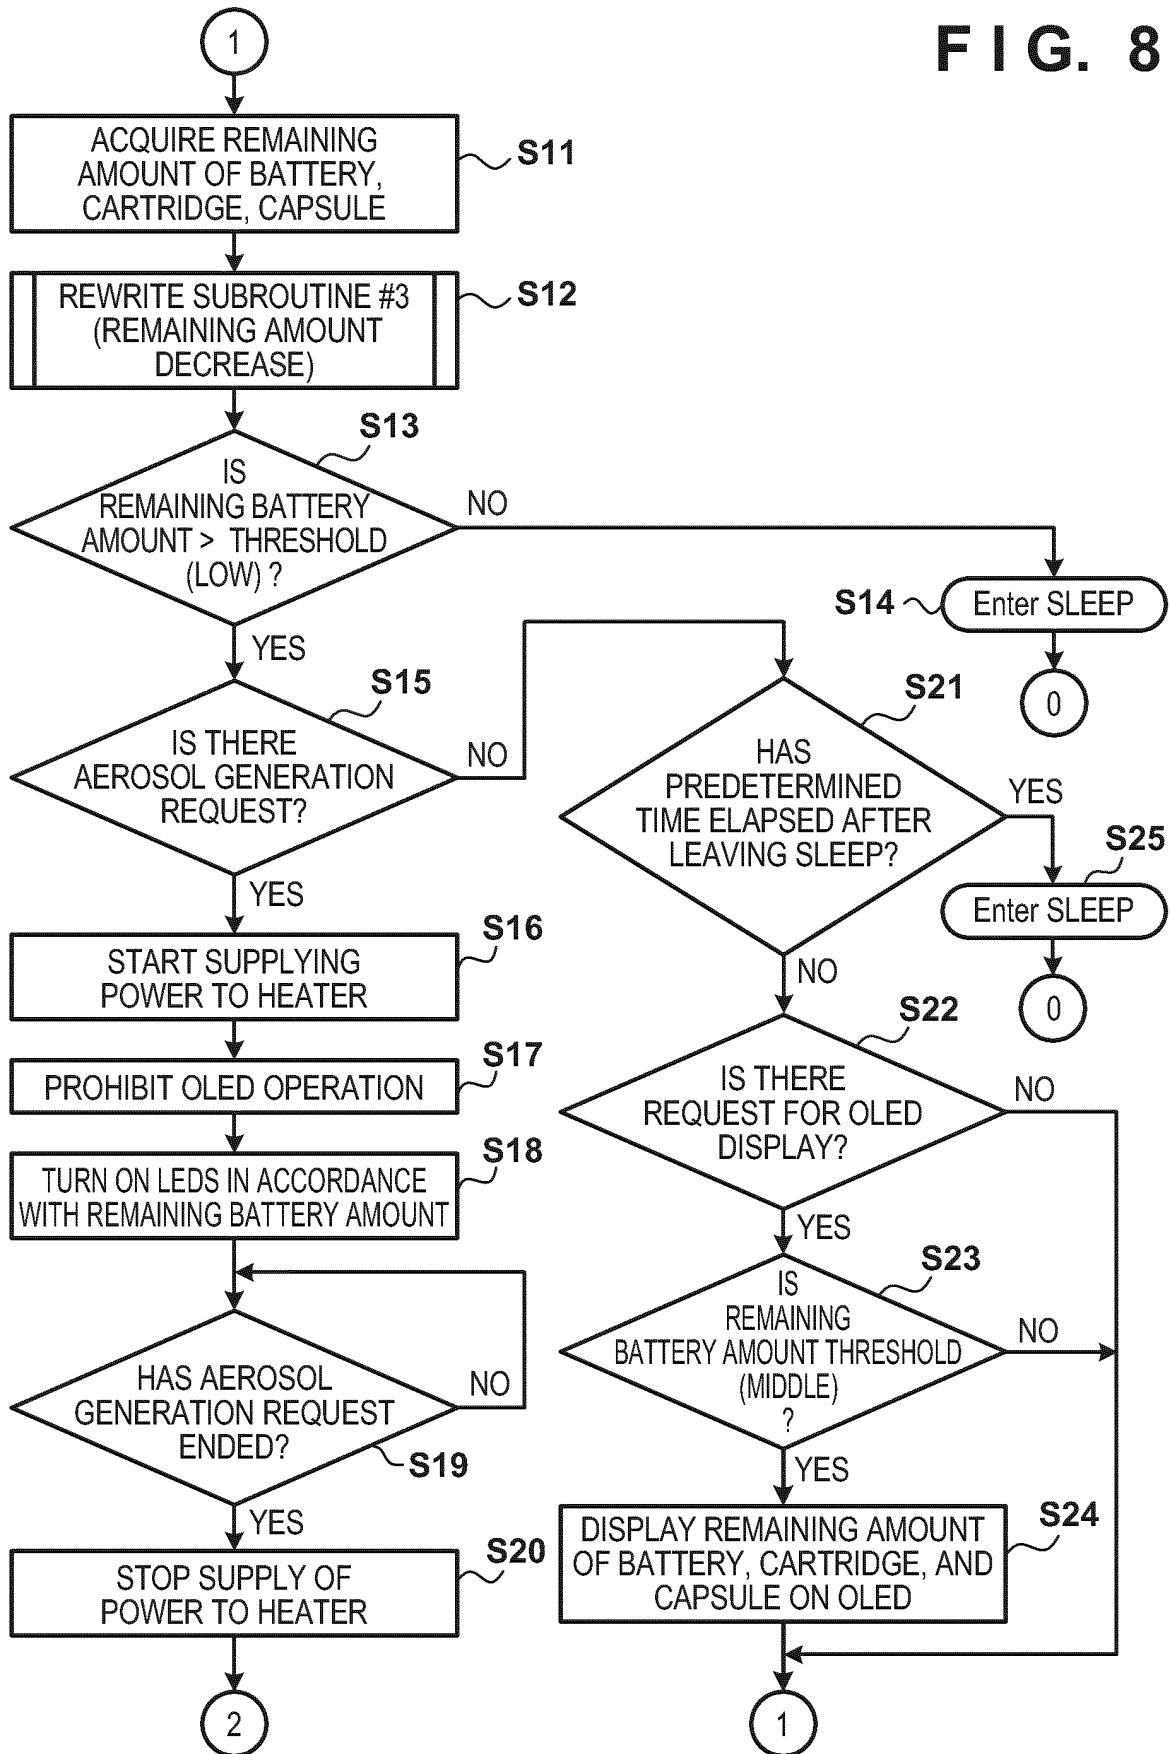 FIG. 8
1
ACQUIRE REMAINING
AMOUNT OF BATTERY,
CARTRIDGE, CAPSULE
S11
REWRITE SUBROUTINE #3
(REMAINING AMOUNT
DECREASE)
S12
S13
IS
REMAINING BATTERY
AMOUNT > THRESHOLD
(LOW) ?
NO
YES
S14
Enter SLEEP
0
S15
IS THERE
AEROSOL GENERATION
REQUEST?
NO
YES
S16
START SUPPLYING
POWER TO HEATER
S17
PROHIBIT OLED OPERATION
S18
TURN ON LEDS IN ACCORDANCE
WITH REMAINING BATTERY AMOUNT
HAS AEROSOL
GENERATION REQUEST
ENDED?
NO
S19
YES
S20
STOP SUPPLY OF
POWER TO HEATER
2
S21
HAS
PREDETERMINED
TIME ELAPSED AFTER
LEAVING SLEEP?
YES
S25
Enter SLEEP
0
NO
S22
IS THERE
REQUEST FOR OLED
DISPLAY?
NO
YES
S23
IS
REMAINING
BATTERY AMOUNT THRESHOLD
(MIDDLE)
?
NO
YES
S24
DISPLAY REMAINING AMOUNT
OF BATTERY, CARTRIDGE, AND
CAPSULE ON OLED
1